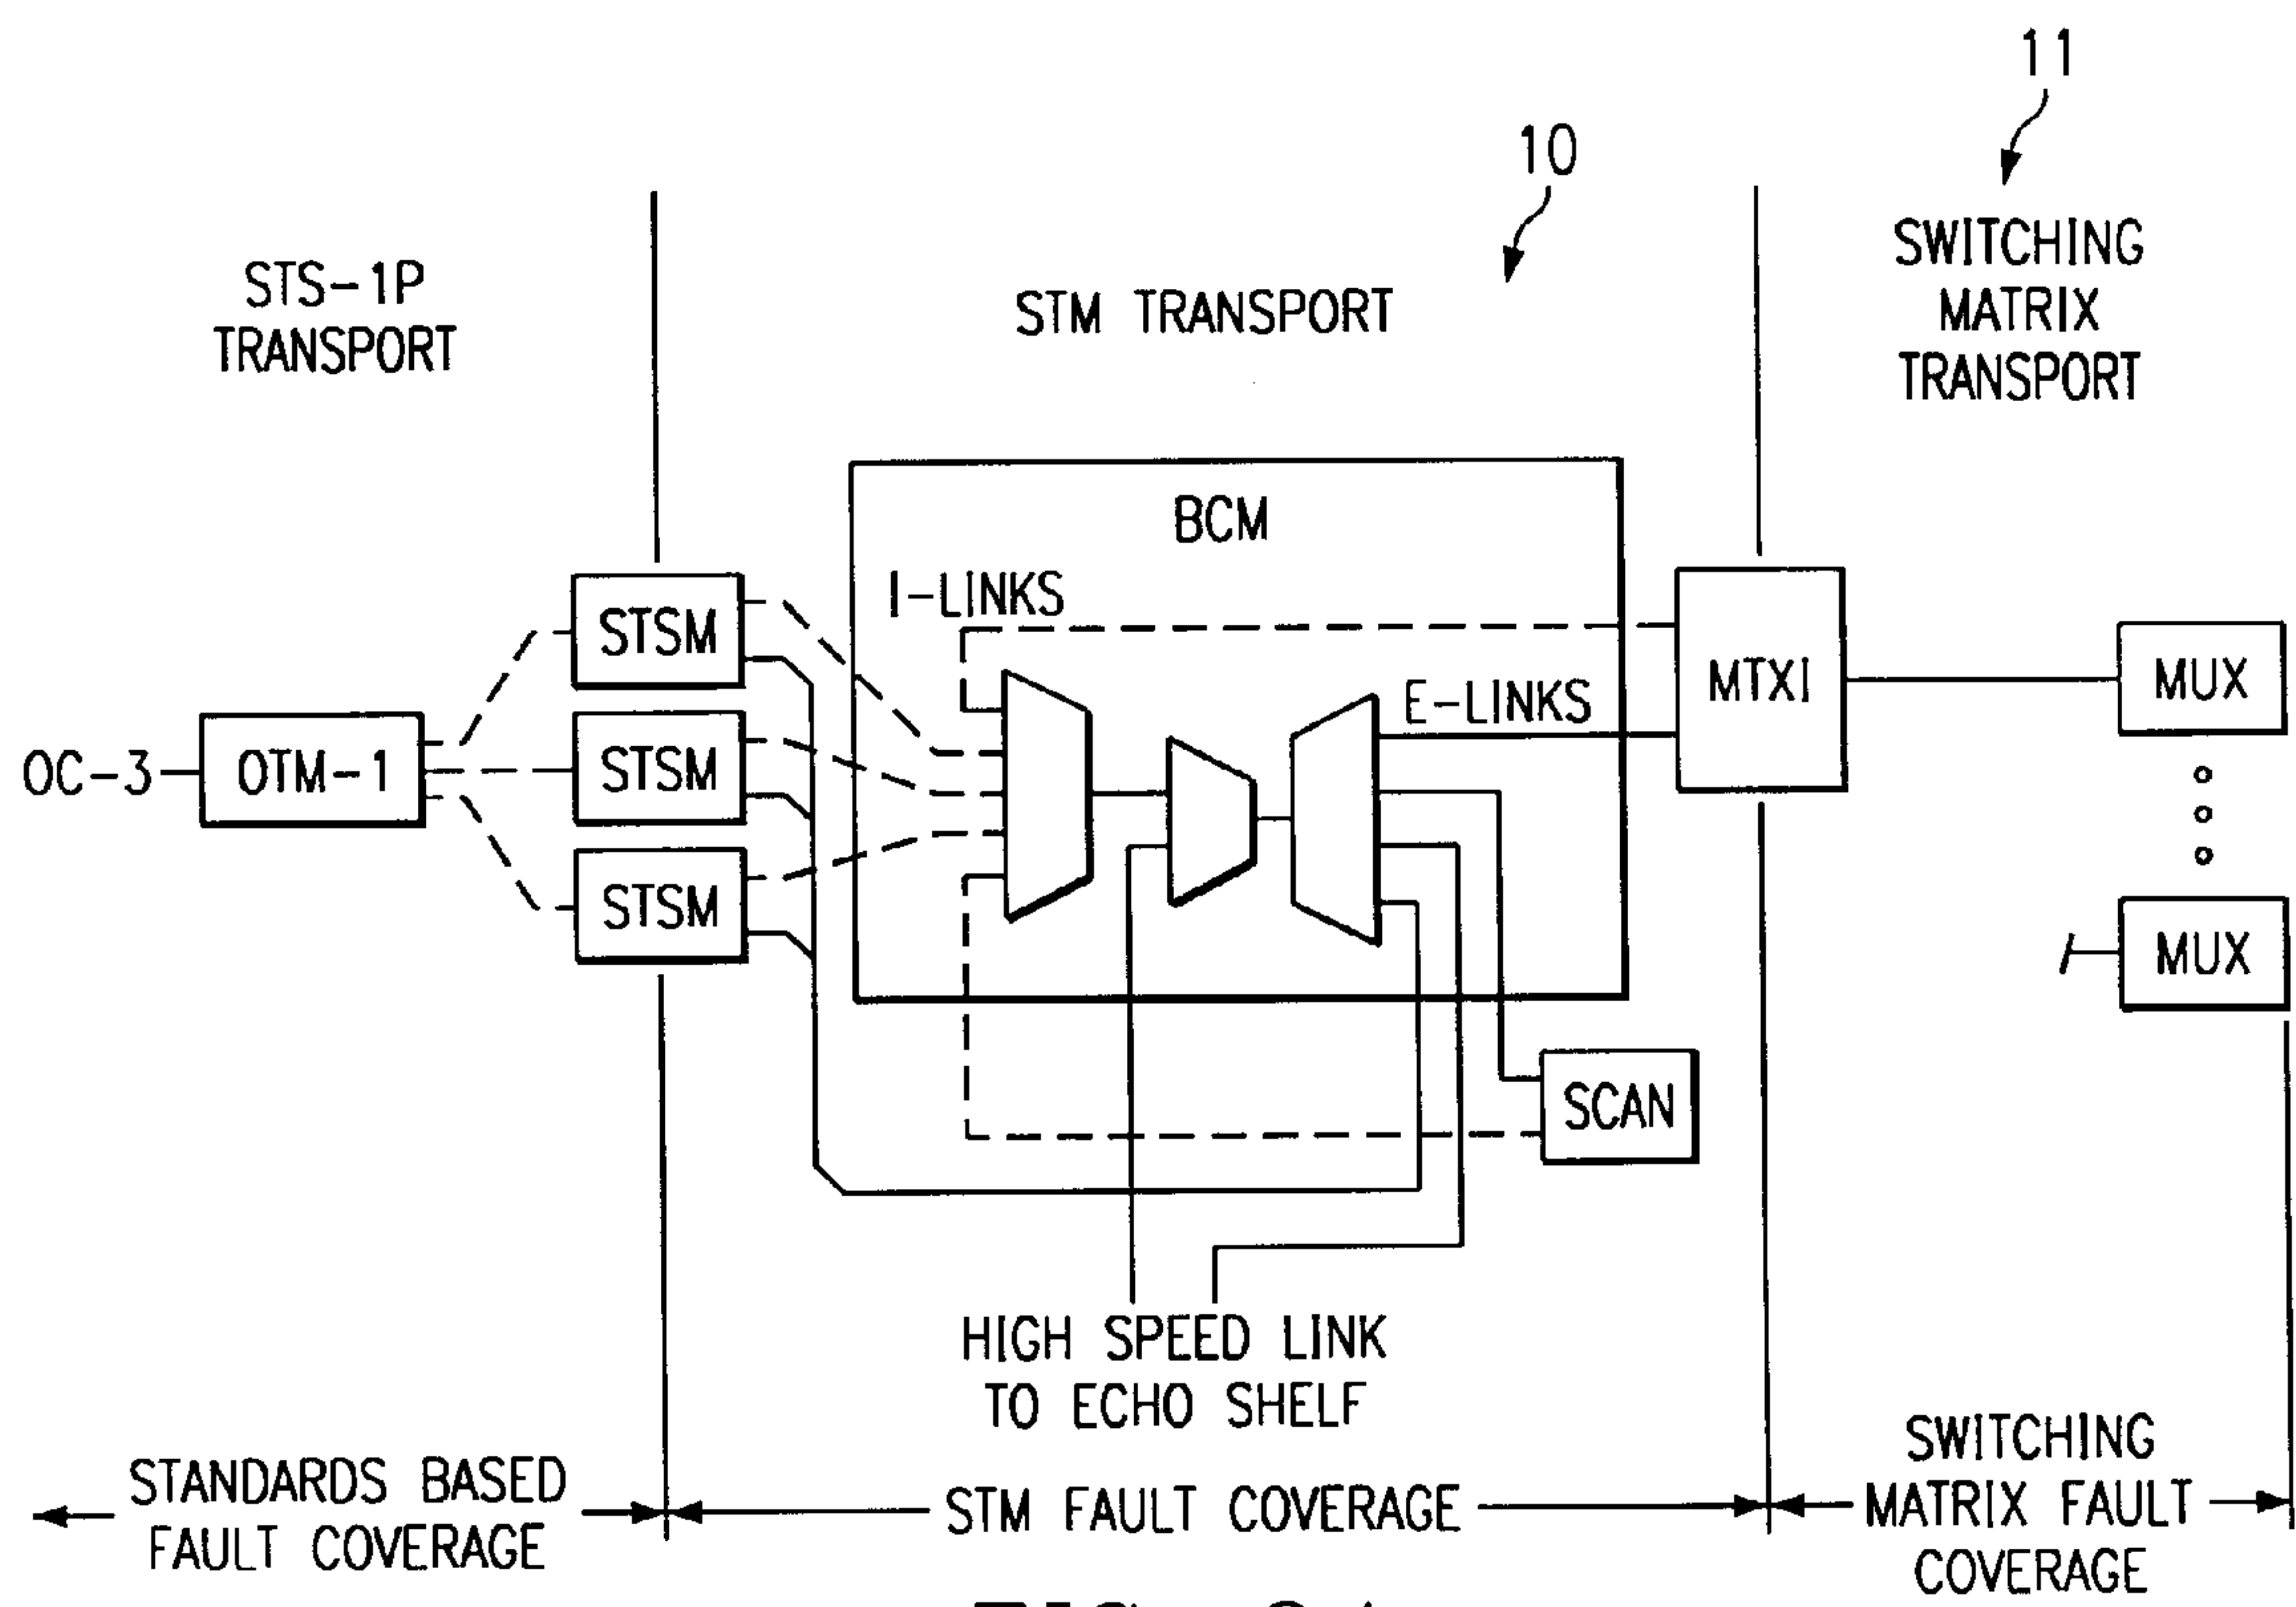 11
10
STS-1P
TRANSPORT
STM TRANSPORT
SWITCHING
MATRIX
TRANSPORT
BCM
I-LINKS
STSM
MTXI
MUX
E-LINKS
OC-3
OTM-1
STSM
STSM
MUX
SCAN
HIGH SPEED LINK
TO ECHO SHELF
STANDARDS BASED
FAULT COVERAGE
STM FAULT COVERAGE
SWITCHING
MATRIX FAULT
COVERAGE